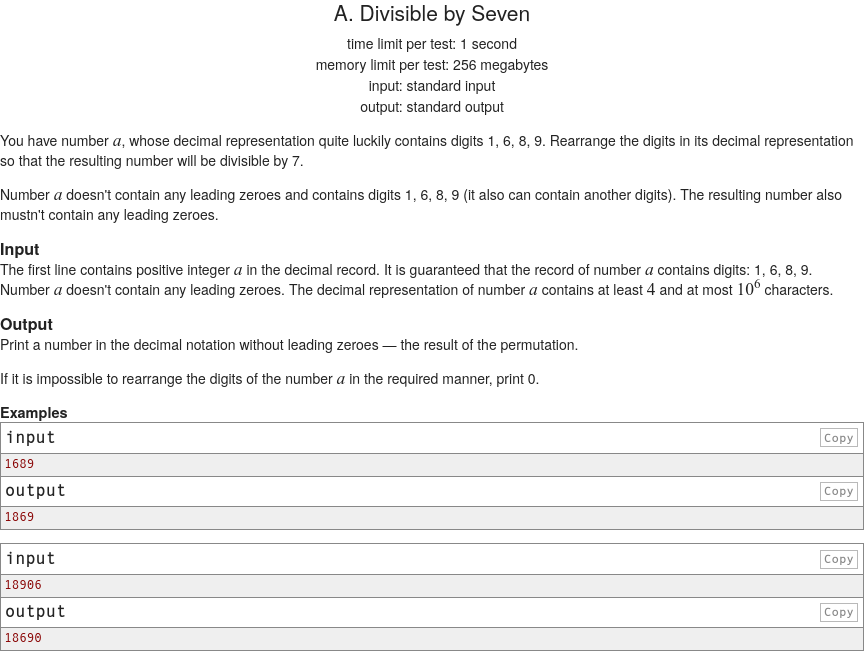 A. Divisible by Seven
time limit per test: 1 second
memory limit per test: 256 megabytes
input: standard input
output: standard output
You have number a, whose decimal representation quite luckily contains digits 1, 6, 8, 9. Rearrange the digits in its decimal representation
so that the resulting number will be divisible by 7.
Number a doesn't contain any leading zeroes and contains digits 1, 6, 8, 9 (it also can contain another digits). The resulting number also
mustn't contain any leading zeroes.
Input
The first line contains positive integer a in the decimal record. It is guaranteed that the record of number a contains digits: 1, 6, 8, 9.
Number a doesn't contain any leading zeroes. The decimal representation of number a contains at least 4 and at most 10^6 characters.
Output
Print a number in the decimal notation without leading zeroes — the result of the permutation.
If it is impossible to rearrange the digits of the number a in the required manner, print 0.
Examples
input Copy
1689
output Copy
1869
input Copy
18906
output Copy
18690